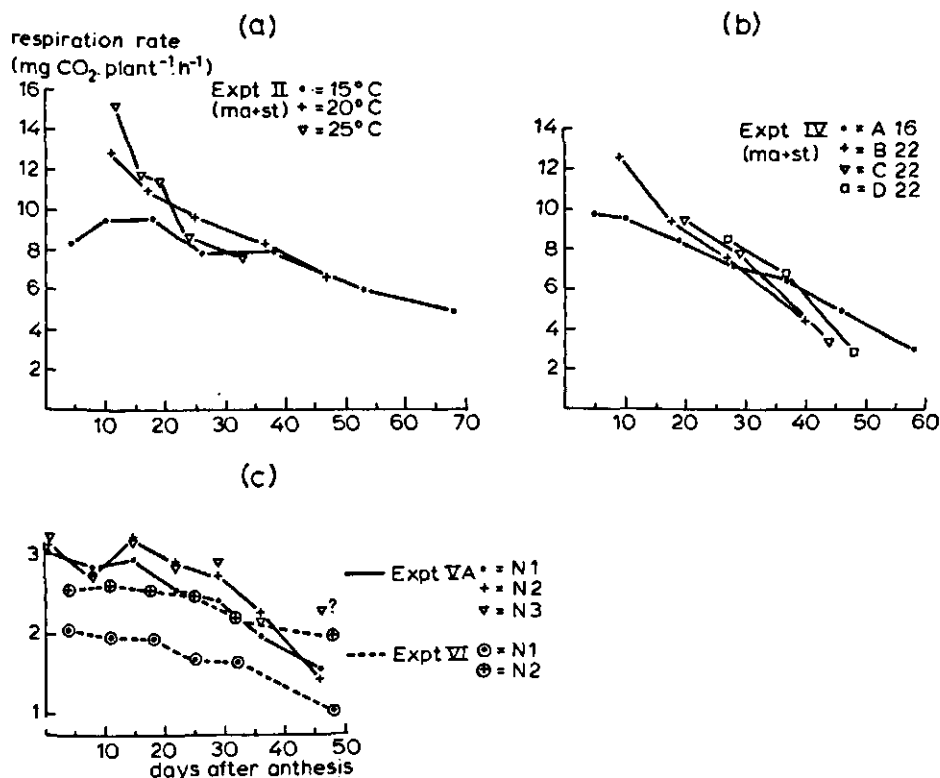 (a)
respiration rate
(mg CO₂ plant⁻¹ h⁻¹)
Expt II • = 15°C
(ma+st) + = 20°C
▽ = 25°C
16
14
12
10
8
6
4
2
10 20 30 40 50 60 70
(b)
Expt IV • = A 16
(ma+st) + = B 22
▽ = C 22
□ = D 22
14
12
10
8
6
4
2
10 20 30 40 50 60
(c)
3
2
1
?
Expt VA • = N1
+ = N2
▽ = N3
Expt VI ⊙ = N1
⊕ = N2
10 20 30 40 50
days after anthesis